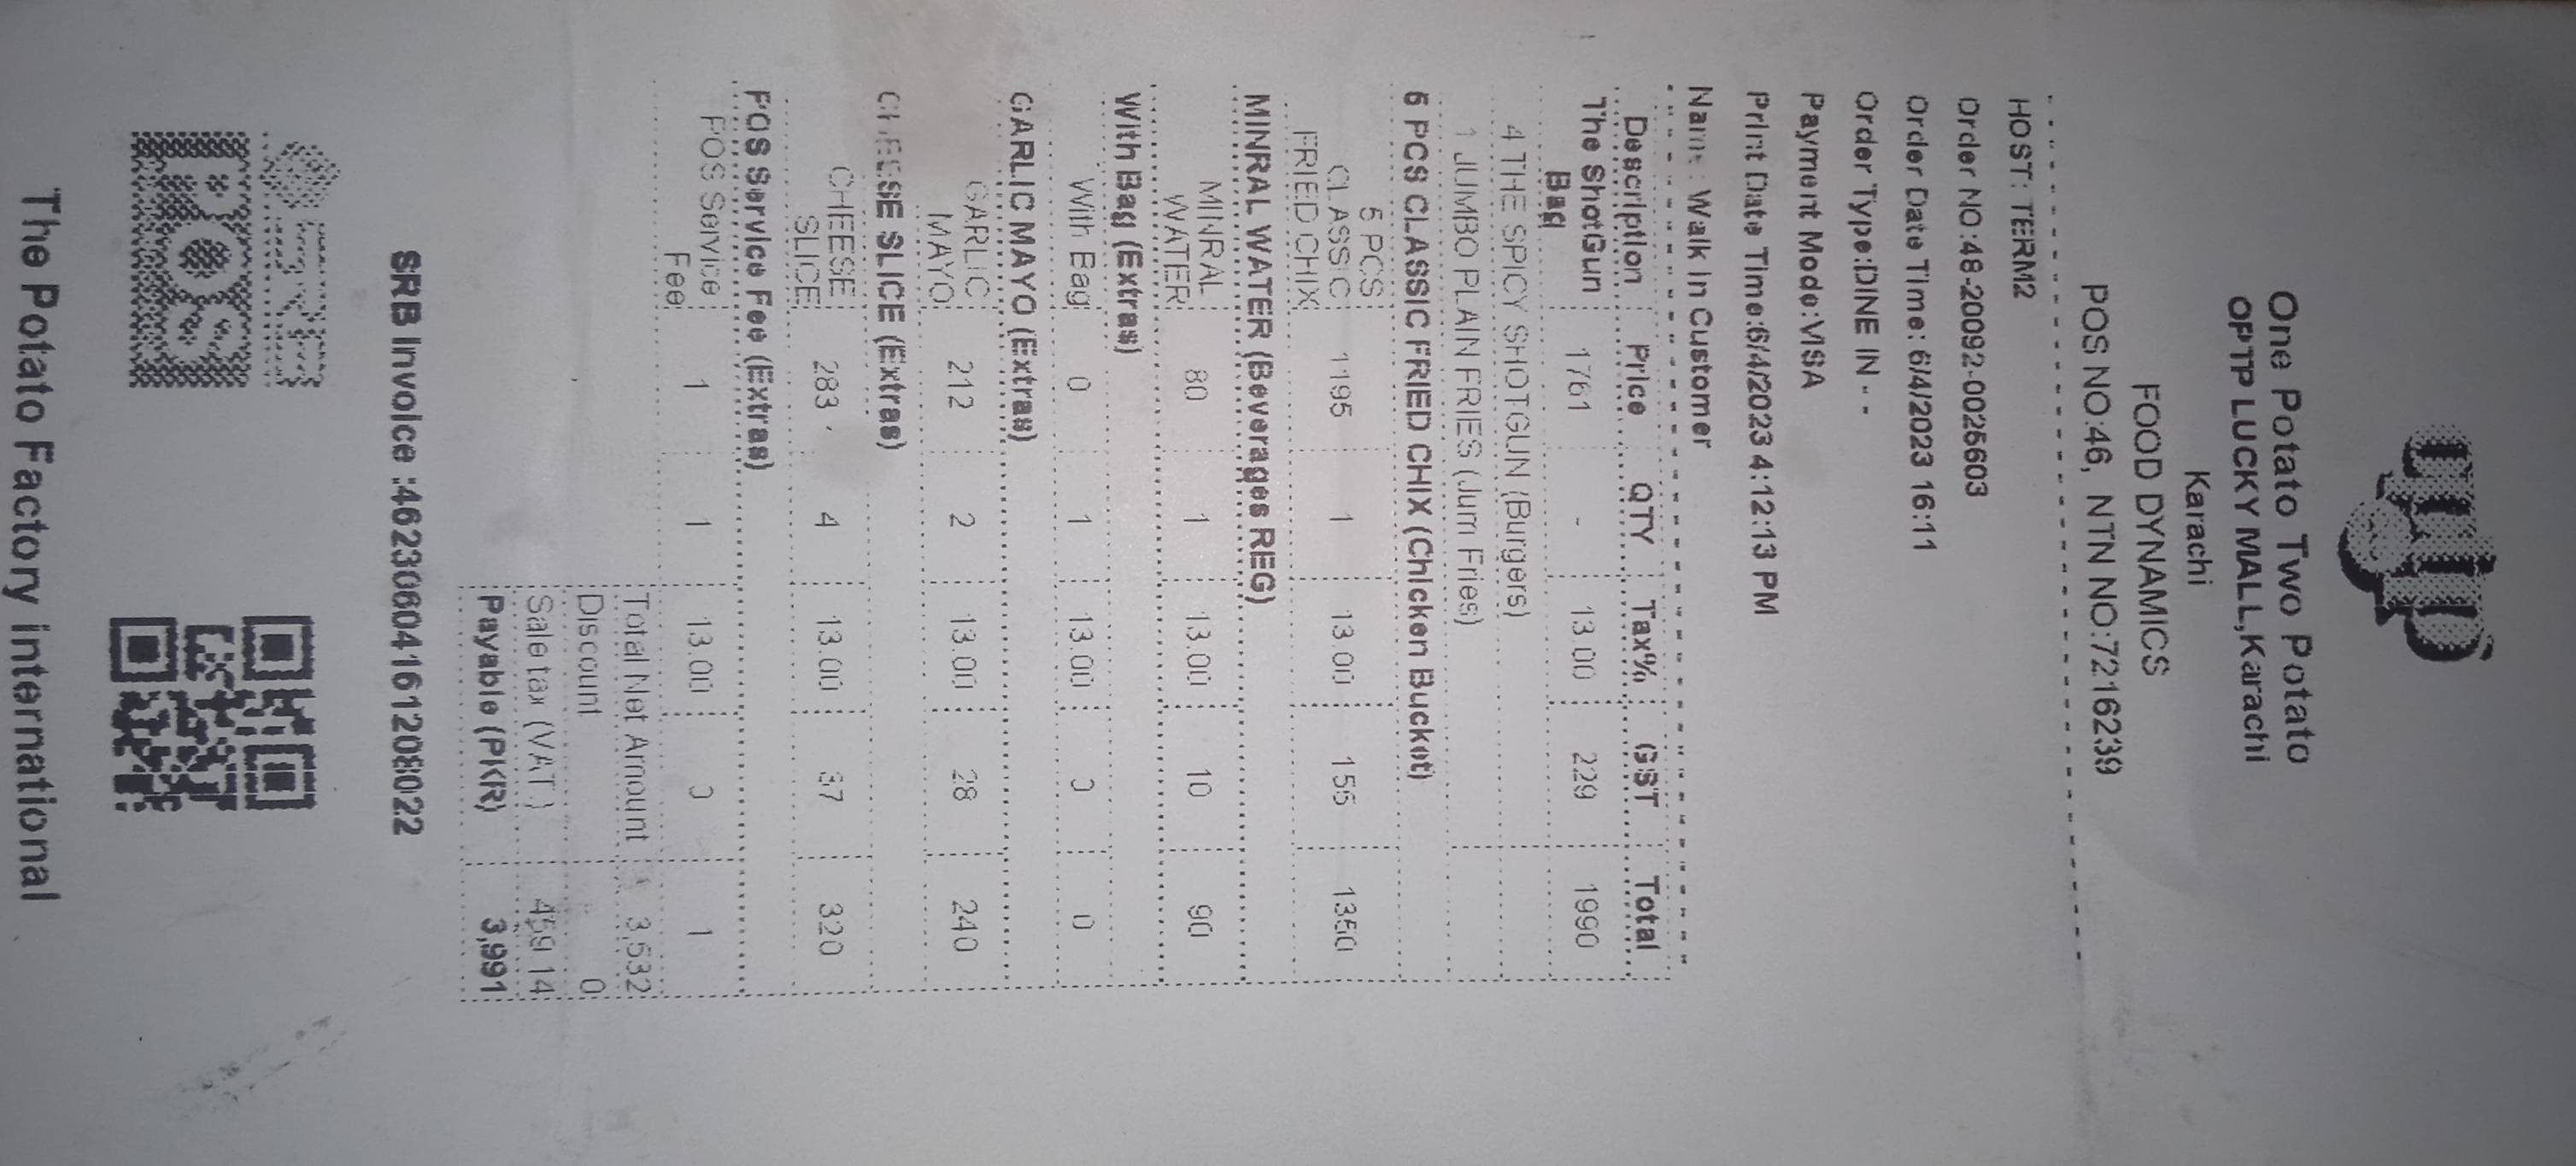 One Potato Two Potato
OPTP LUCKY MALL,Karachi
Karachi
FOOD DYNAMICS
POS NO:46, NTN NO:7216239
HOST: TERM2
Order NO:48-20092-0025603
Order Date Time: 6/4/2023 16:11
Order Type:DINE IN - -
Payment Mode:VISA
Print Date Time:6/4/2023 4:12:13 PM
Name : Walk In Customer
Description Price QTY Tax% GST Total
The ShotGun Bag 1761 - 13.00 229 1990
4 THE SPICY SHOTGUN (Burgers)
1 JUMBO PLAIN FRIES (Jum Fries)
5 PCS CLASSIC FRIED CHIX (Chicken Bucket)
5 PCS
CLASSIC 1195 1 13.00 155 1350
FRIED CHIX
MINRAL WATER (Beverages REG)
MINRAL 80 1 13.00 10 90
WATER
With Bag (Extras)
With Bag 0 1 13.00 0 0
GARLIC MAYO (Extras)
GARLIC 212 2 13.00 28 240
MAYO
CHEESE SLICE (Extras)
CHEESE 283 4 13.00 37 320
SLICE
POS Service Fee (Extras)
POS Service 1 1 13.00 0 1
Fee
Total Net Amount 3,532
Discount 0
Sale tax (VAT ) 459.14
Payable (PKR) 3,991
SRB Invoice :46230604161208022
POS
The Potato Factory international